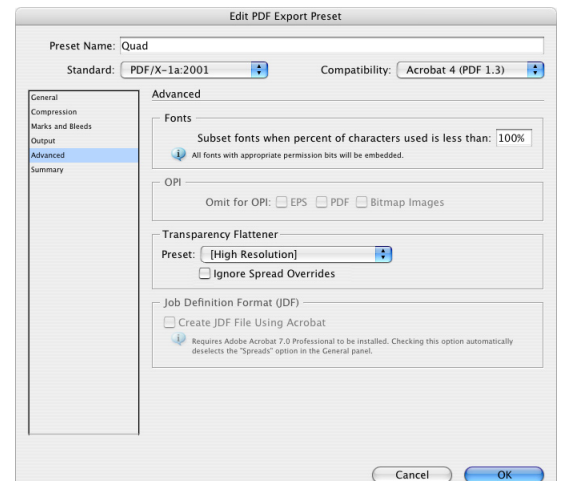 Edit PDF Export Preset
Preset Name: Quad
Standard: PDF/X-1a:2001 Compatibility: Acrobat 4 (PDF 1.3)
General
Compression
Marks and Bleeds
Output
Advanced
Summary
Advanced
Fonts
Subset fonts when percent of characters used is less than: 100%
All fonts with appropriate permission bits will be embedded.
OPI
Omit for OPI: EPS PDF Bitmap Images
Transparency Flattener
Preset: [High Resolution]
Ignore Spread Overrides
Job Definition Format (JDF)
Create JDF File Using Acrobat
Requires Adobe Acrobat 7.0 Professional to be installed. Checking this option automatically
deselects the "Spreads" option in the General panel.
Cancel OK